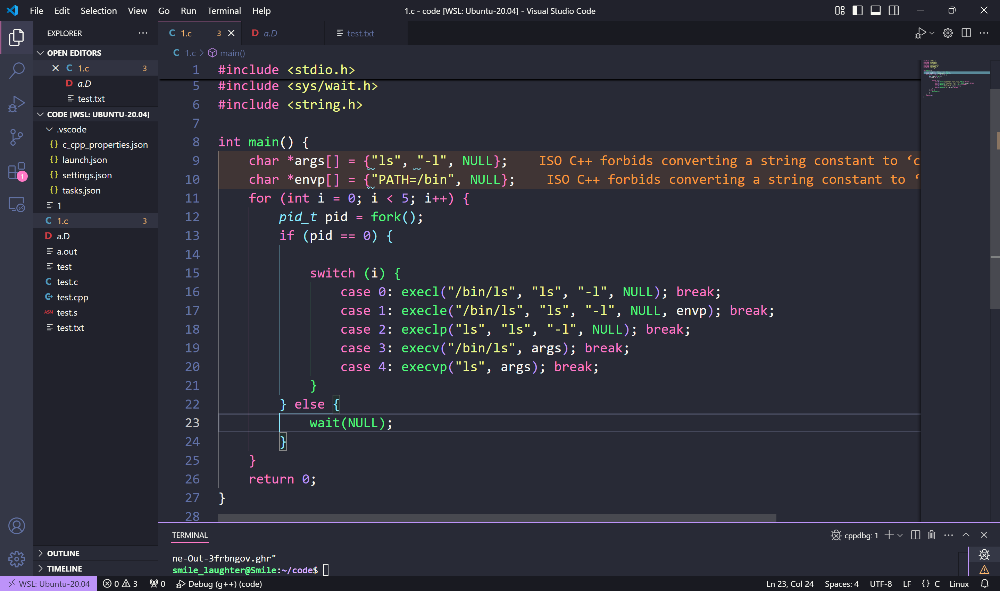 File Edit Selection View Go Run Terminal Help
1.c - code [WSL: Ubuntu-20.04] - Visual Studio Code
EXPLORER
OPEN EDITORS
1.c 3
a.D
test.txt
CODE [WSL: UBUNTU-20.04]
.vscode
c_cpp_properties.json
launch.json
settings.json
tasks.json
1
1.c 3
a.D
a.out
test
test.c
test.cpp
ASM test.s
test.txt
OUTLINE
TIMELINE
1
C 1.c 3
D a.D
test.txt
C 1.c > main()
1 #include <stdio.h>
5 #include <sys/wait.h>
6 #include <string.h>
7
8 int main() {
9     char *args[] = {"ls", "-l", NULL};    ISO C++ forbids converting a string constant to ‘c
10     char *envp[] = {"PATH=/bin", NULL};    ISO C++ forbids converting a string constant to ‘
11     for (int i = 0; i < 5; i++) {
12         pid_t pid = fork();
13         if (pid == 0) {
14
15             switch (i) {
16                 case 0: execl("/bin/ls", "ls", "-l", NULL); break;
17                 case 1: execle("/bin/ls", "ls", "-l", NULL, envp); break;
18                 case 2: execlp("ls", "ls", "-l", NULL); break;
19                 case 3: execv("/bin/ls", args); break;
20                 case 4: execvp("ls", args); break;
21             }
22         } else {
23             wait(NULL);
24         }
25     }
26     return 0;
27 }
28
TERMINAL
cppdbg: 1
ne-Out-3frbngov.ghr"
smile_laughter@Smile:~/code$
WSL: Ubuntu-20.04 0 3 0 Debug (g++) (code) Ln 23, Col 24 Spaces: 4 UTF-8 LF {} C Linux